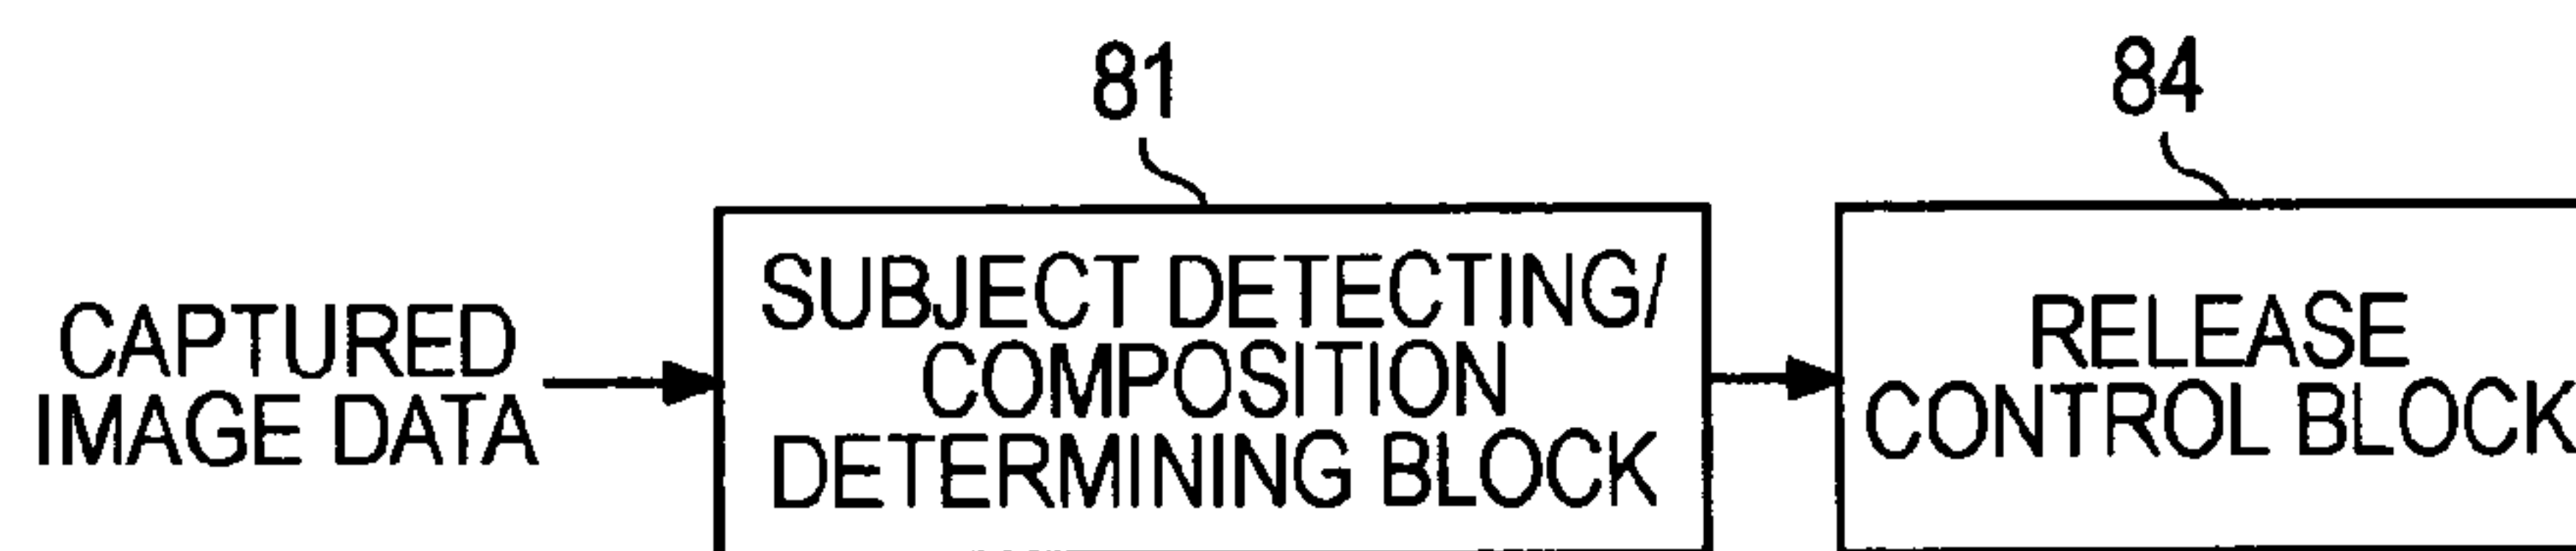 81
84
CAPTURED
IMAGE DATA
SUBJECT DETECTING/
COMPOSITION
DETERMINING BLOCK
RELEASE
CONTROL BLOCK